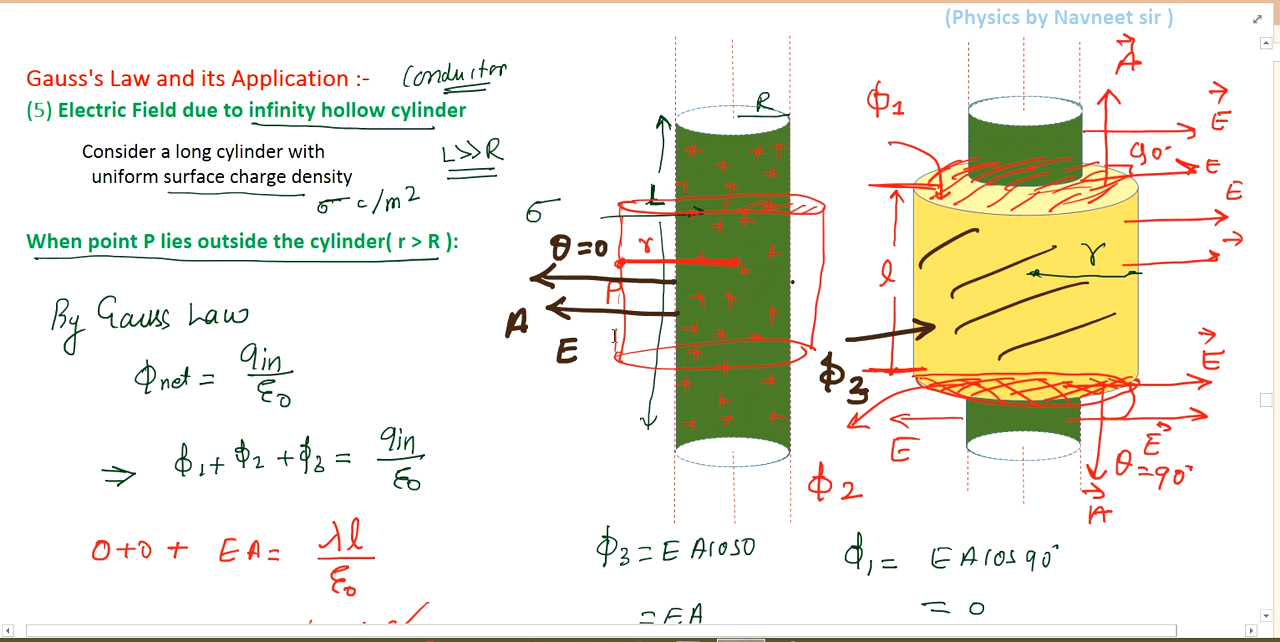 (Physics by Navneet sir )
Gauss's Law and its Application :- Conductor
(5) Electric Field due to infinity hollow cylinder
Consider a long cylinder with L>>R
uniform surface charge density
σ c/m²
When point P lies outside the cylinder( r > R ):
By Gauss Law
Φnet = qin/ε0
⇒ Φ1 + Φ2 + Φ3 = qin/ε0
0+0 + EA = λl/ε0
R
L
σ
θ=0
r
P
A
E
Φ1
A
E
90°
E
E
r
l
Φ3
E
E
E
θ=90°
A
Φ2
Φ3 = EA cos0
= EA
Φ1 = EA cos 90°
= 0